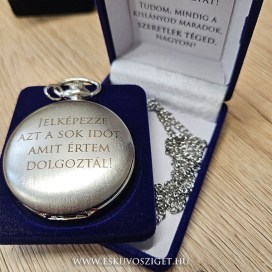 TUDOM, MINDIG A
KISLÁNYOD MARADOK,
SZERETLEK TÉGED,
NAGYON!
JELKÉPEZZE
AZT A SOK IDŐT,
AMIT ÉRTEM
DOLGOZTÁL!
WWW.ESKUVOSZIGET.HU